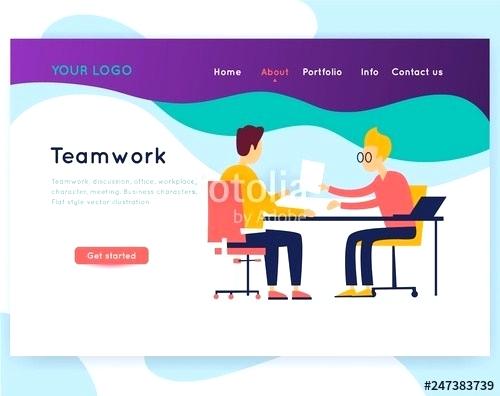 YOUR LOGO
Home About Portfolio Info Contact us
Teamwork
Teamwork, discussion, office, workplace,
character, meeting. Business characters.
Flat style vector illustration.
fotolia
by Adobe
Get started
#247383739